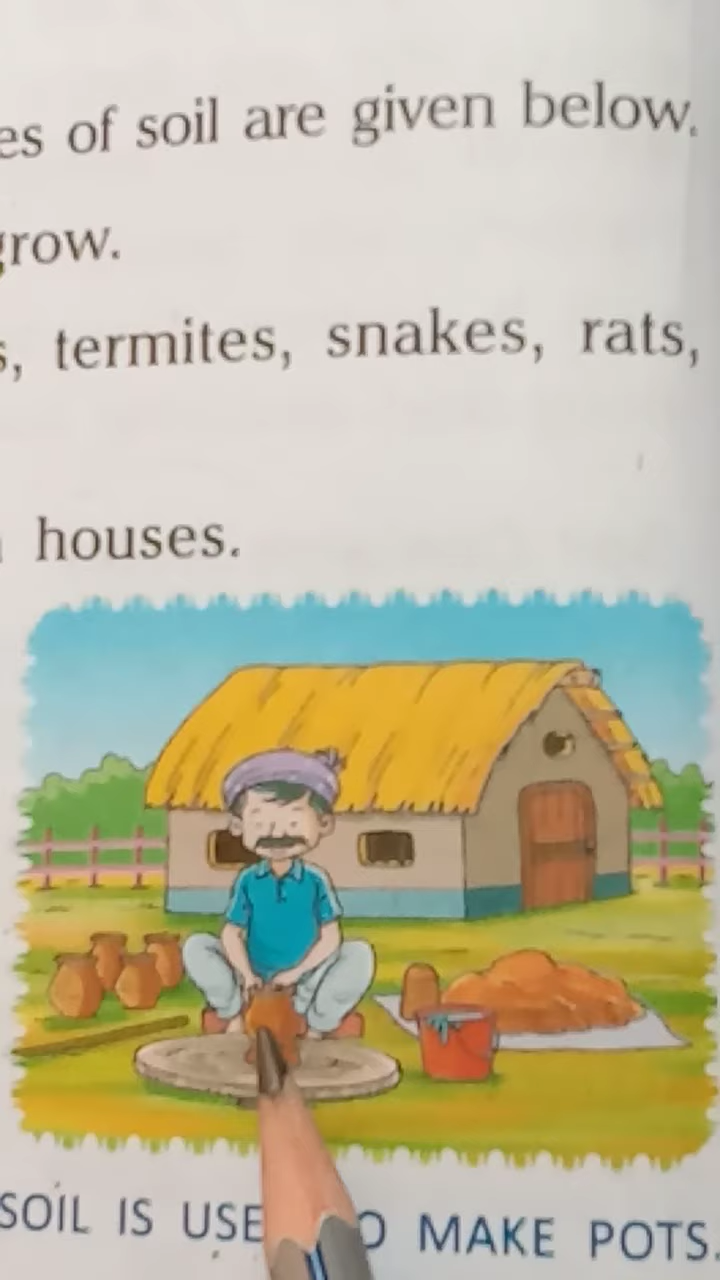 es of soil are given below.
grow.
s, termites, snakes, rats,
houses.
SOIL IS USE O MAKE POTS.